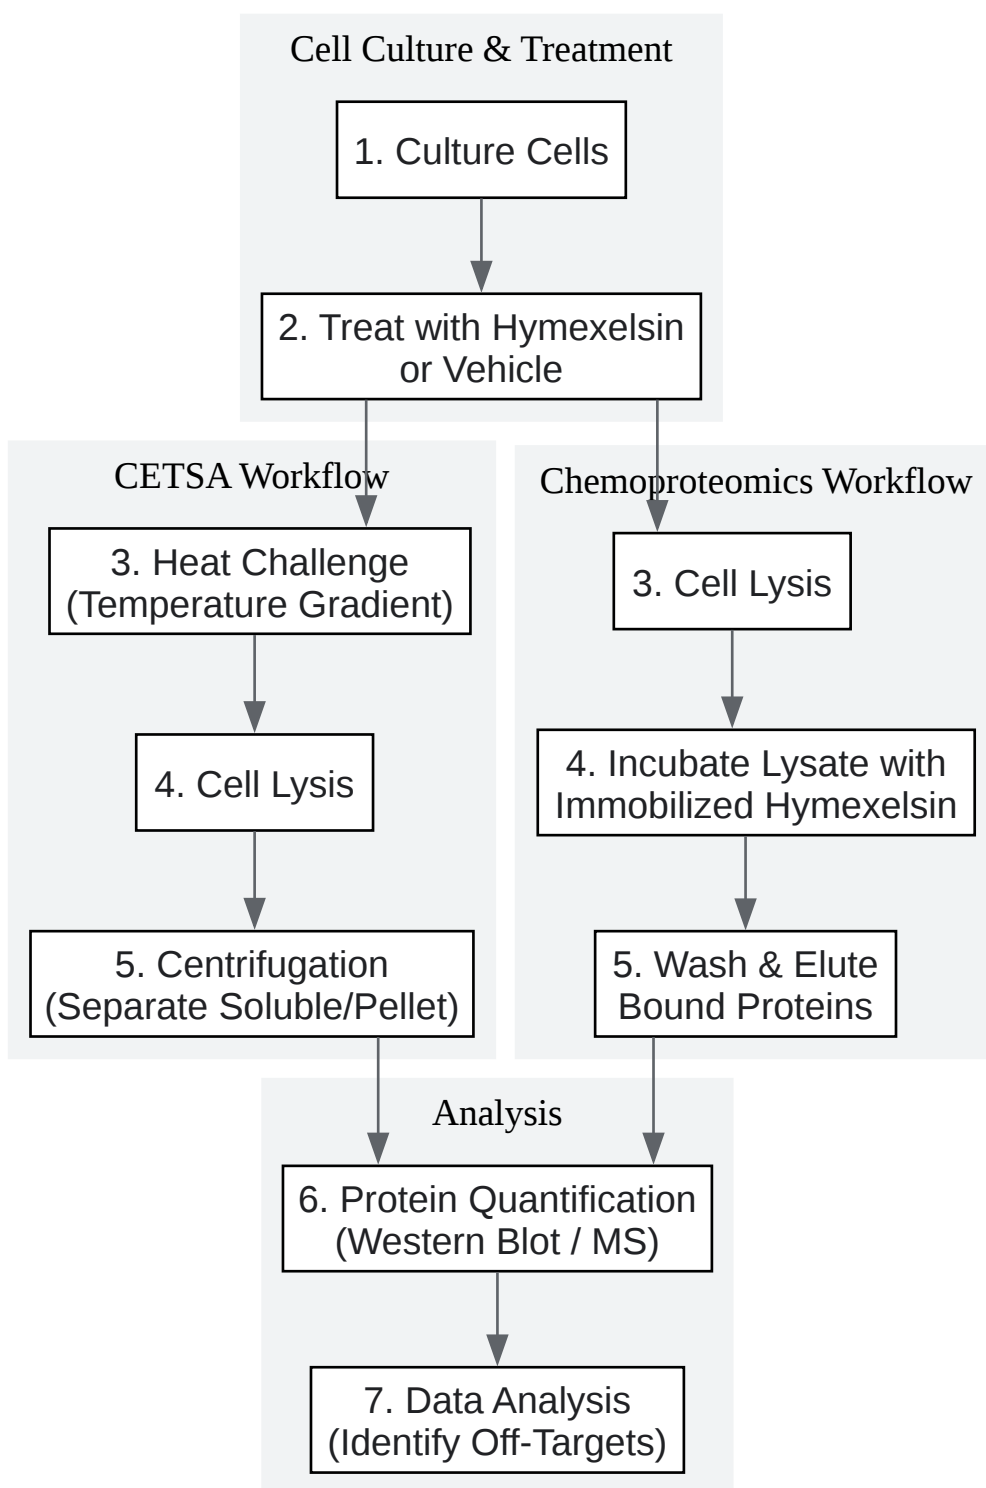 Cell Culture & Treatment
1. Culture Cells
2. Treat with Hymexelsin
or Vehicle
CETSA Workflow
3. Heat Challenge
(Temperature Gradient)
4. Cell Lysis
5. Centrifugation
(Separate Soluble/Pellet)
Chemoproteomics Workflow
3. Cell Lysis
4. Incubate Lysate with
Immobilized Hymexelsin
5. Wash & Elute
Bound Proteins
Analysis
6. Protein Quantification
(Western Blot / MS)
7. Data Analysis
(Identify Off-Targets)